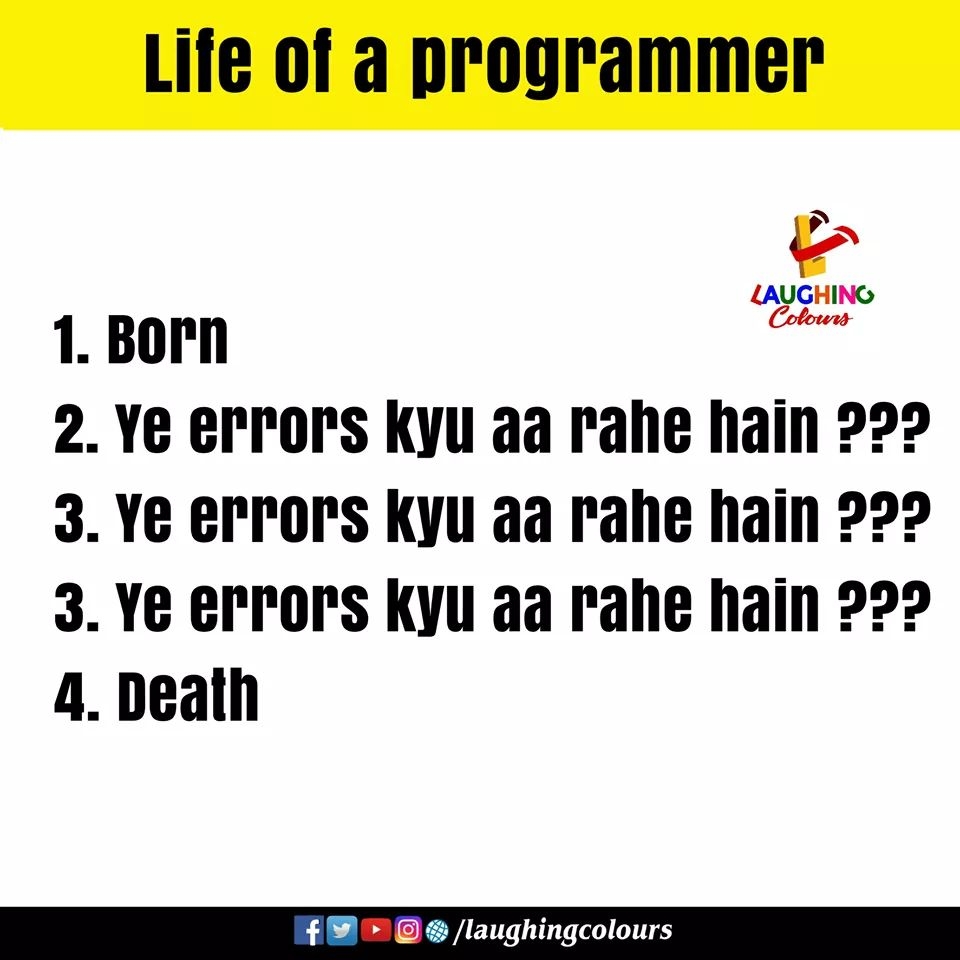 Life of a programmer
LAUGHING
Colours
1. Born
2. Ye errors kyu aa rahe hain ???
3. Ye errors kyu aa rahe hain ???
3. Ye errors kyu aa rahe hain ???
4. Death
/laughingcolours